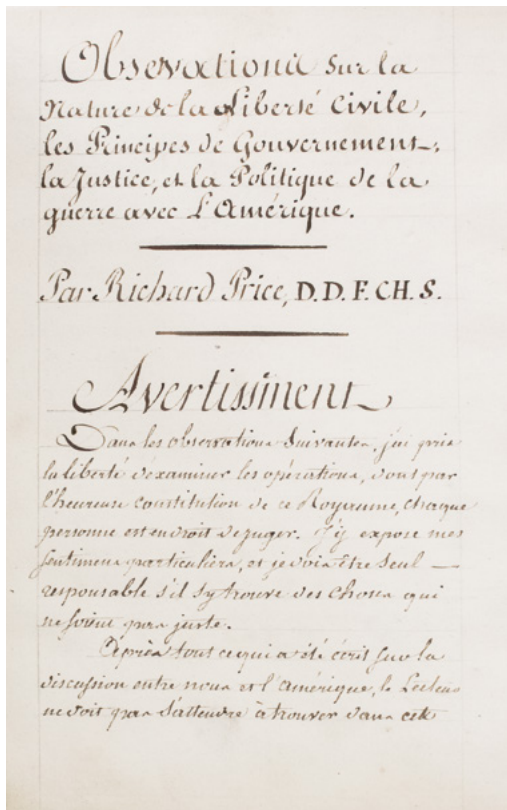 Observations sur la
Nature de la Liberté Civile,
les Principes de Gouvernement,
la Justice, et la Politique de la
guerre avec L'Amérique.
Par Richard Price, D. D. F. CH. S.
Avertissment
Dans les observations suivantes, j'ai pris
la liberté d'examiner les opérations, dont par
l'heureuse constitution de ce Royaume, chaque
personne est en droit de juger. J'y expose mes
sentimens particuliers, et je dois être seul —
responsable s'il s'y trouve des choses qui
ne soient pas juste.
Après tout ce qui a été écrit sur la
discussion entre nous et l'amérique, le Lecteur
ne doit pas s'attendre à trouver dans cete